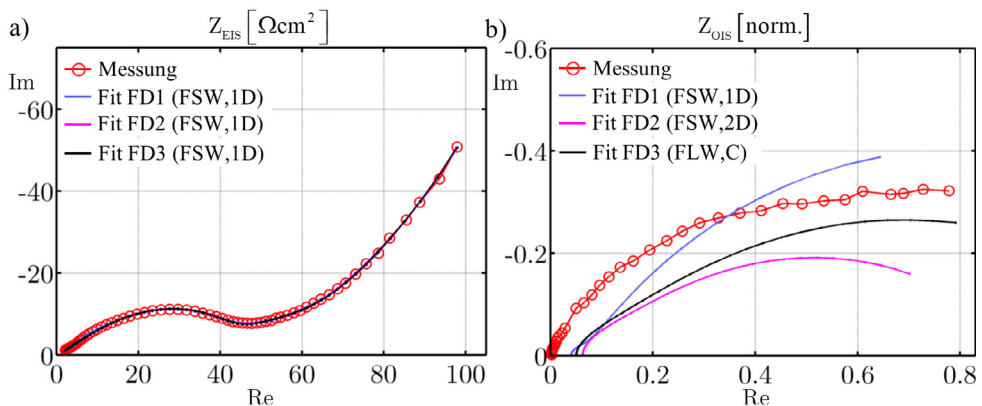 a)
Z_EIS [Ωcm²]
Im
Messung
Fit FD1 (FSW,1D)
Fit FD2 (FSW,1D)
Fit FD3 (FSW,1D)
-60
-40
-20
0
0 20 40 60 80 100
Re
b)
Z_OIS [norm.]
-0.6
Im
Messung
Fit FD1 (FSW,1D)
Fit FD2 (FSW,2D)
Fit FD3 (FLW,C)
-0.4
-0.2
0
0 0.2 0.4 0.6 0.8
Re